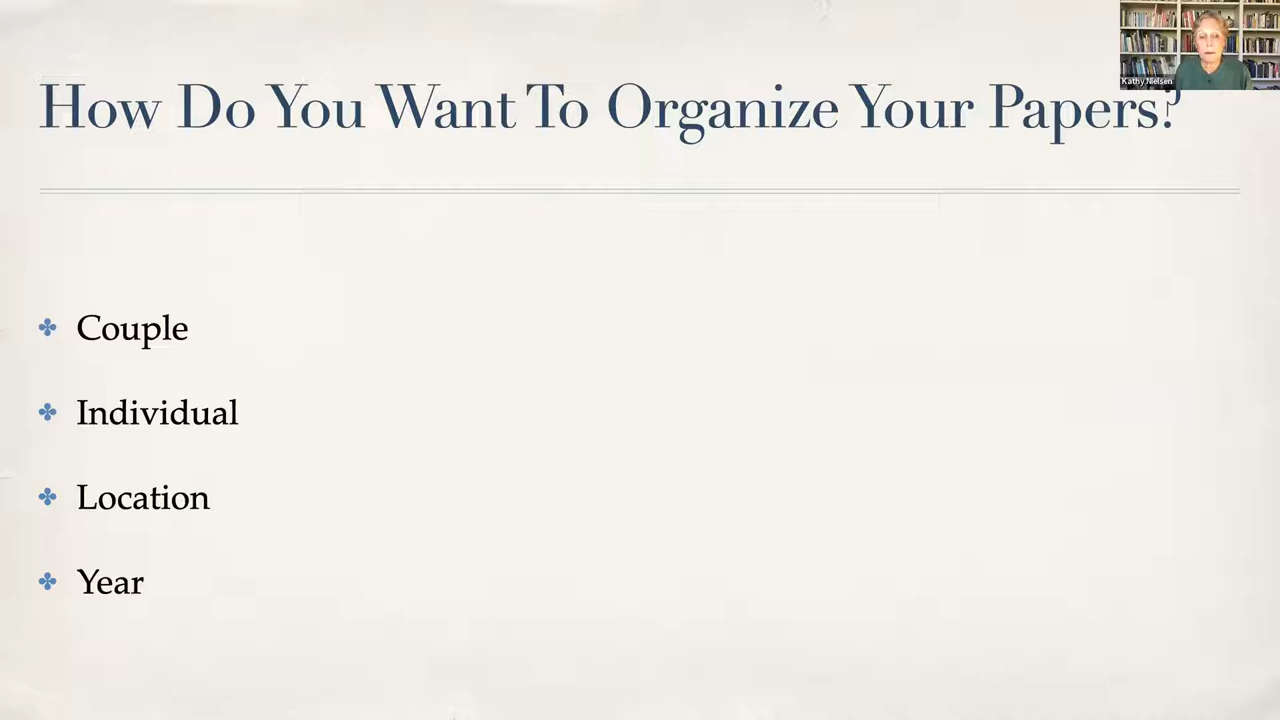 Kathy Nielsen
How Do You Want To Organize Your Papers?
Couple
Individual
Location
Year